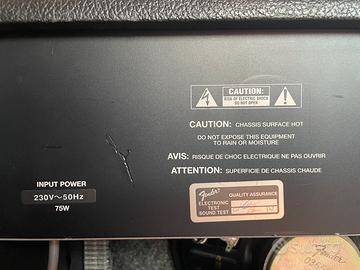 CAUTION:
RISK OF ELECTRIC SHOCK
DO NOT OPEN
CAUTION: CHASSIS SURFACE HOT
DO NOT EXPOSE THIS EQUIPMENT
TO RAIN OR MOISTURE
AVIS: RISQUE DE CHOC ELECTRIQUE NE PAS OUVRIR
ATTENTION: SUPERFICIE DE CHASSIS CHAUDE
INPUT POWER
230V~50Hz
75W
Fender
QUALITY ASSURANCE
ELECTRONIC
TEST
SOUND TEST
Fender